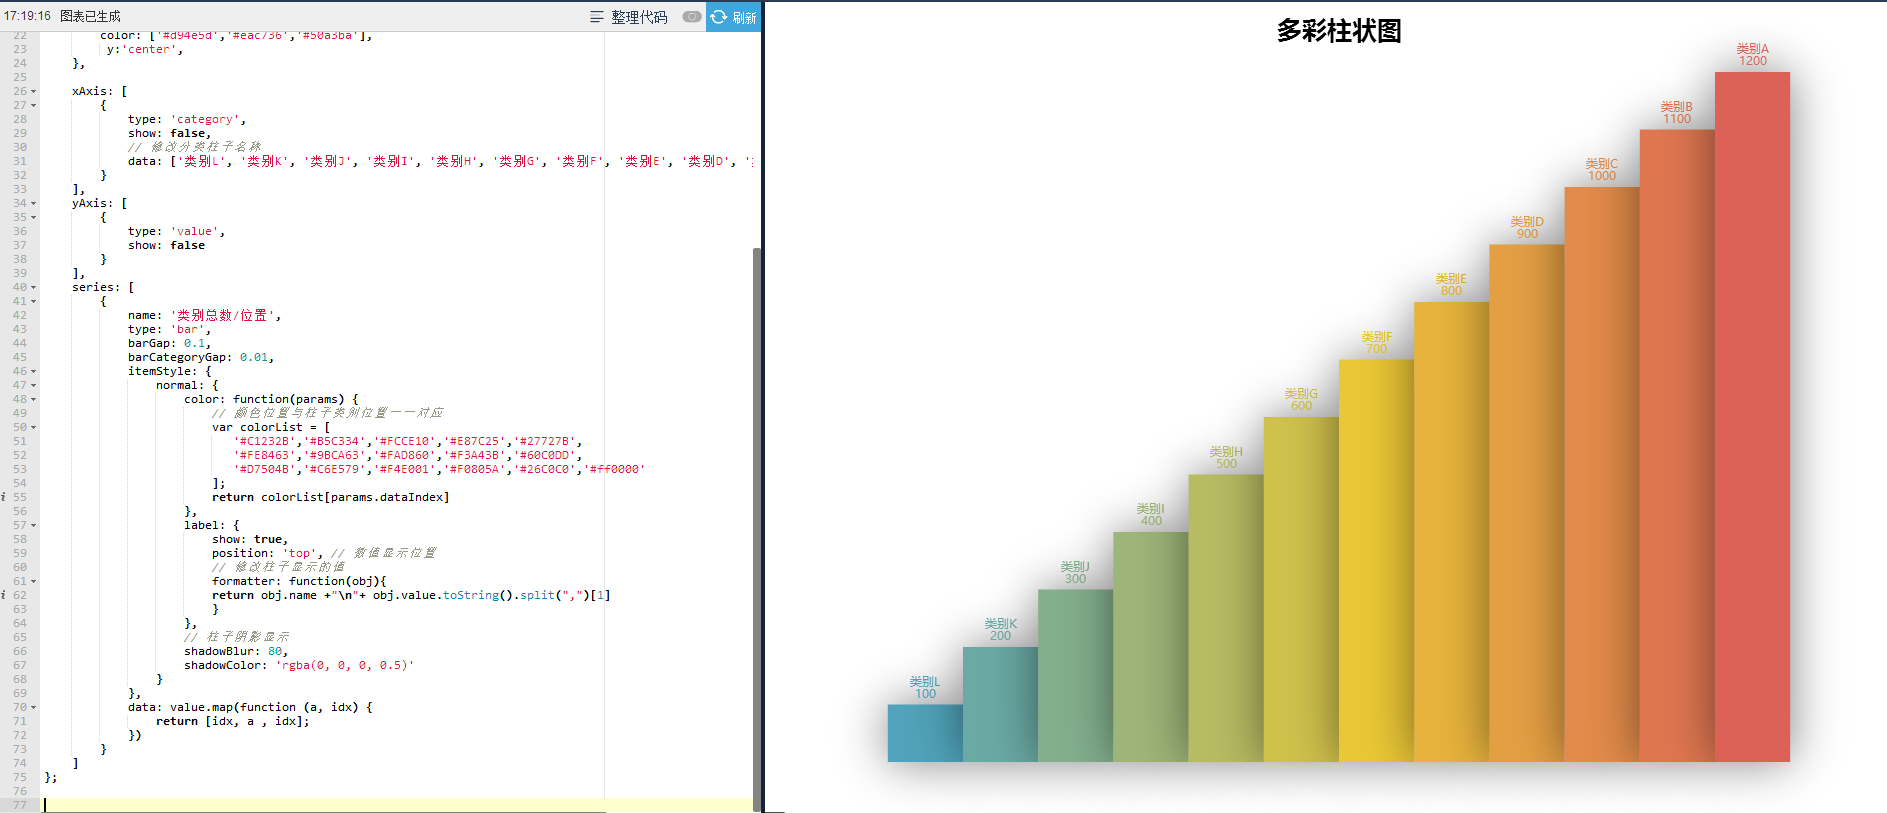 17:19:16 图表已生成
整理代码
刷新
22 color: ['#d94e5d','#eac736','#50a3ba'],
23 y:'center',
24 },
25
26 xAxis: [
27 {
28 type: 'category',
29 show: false,
30 // 修改分类柱子名称
31 data: ['类别L', '类别K', '类别J', '类别I', '类别H', '类别G', '类别F', '类别E', '类别D', '
32 }
33 ],
34 yAxis: [
35 {
36 type: 'value',
37 show: false
38 }
39 ],
40 series: [
41 {
42 name: '类别总数/位置',
43 type: 'bar',
44 barGap: 0.1,
45 barCategoryGap: 0.01,
46 itemStyle: {
47 normal: {
48 color: function(params) {
49 // 颜色位置与柱子类别位置一一对应
50 var colorList = [
51 '#C1232B','#B5C334','#FCCE10','#E87C25','#27727B',
52 '#FE8463','#9BCA63','#FAD860','#F3A43B','#60C0DD',
53 '#D7504B','#C6E579','#F4E001','#F0805A','#26C0C0','#ff0000'
54 ];
55 return colorList[params.dataIndex]
56 },
57 label: {
58 show: true,
59 position: 'top', // 数值显示位置
60 // 修改柱子显示的值
61 formatter: function(obj){
62 return obj.name +"\n"+ obj.value.toString().split(",")[1]
63 }
64 },
65 // 柱子阴影显示
66 shadowBlur: 80,
67 shadowColor: 'rgba(0, 0, 0, 0.5)'
68 }
69 },
70 data: value.map(function (a, idx) {
71 return [idx, a , idx];
72 })
73 }
74 ]
75 };
76
77
多彩柱状图
类别A
1200
类别B
1100
类别C
1000
类别D
900
类别E
800
类别F
700
类别G
600
类别H
500
类别I
400
类别J
300
类别K
200
类别L
100